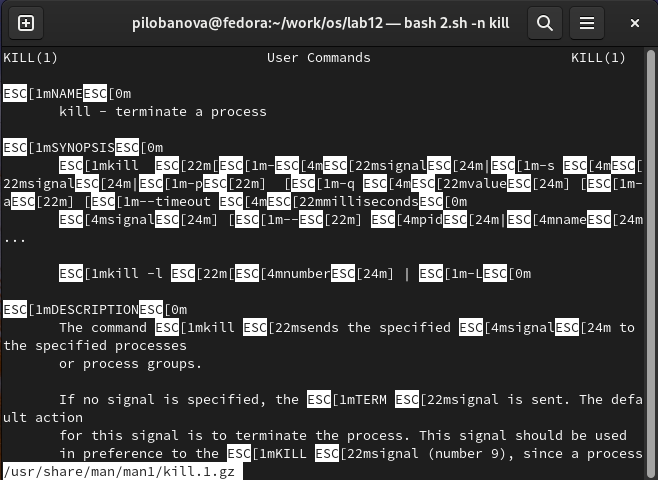 pilobanova@fedora:~/work/os/lab12 — bash 2.sh -n kill
KILL(1) User Commands KILL(1)
ESC[1mNAMEESC[0m
kill - terminate a process
ESC[1mSYNOPSISESC[0m
ESC[1mkill ESC[22m[ESC[1m-ESC[4mESC[22msignalESC[24m|ESC[1m-s ESC[4mESC[
22msignalESC[24m|ESC[1m-pESC[22m] [ESC[1m-q ESC[4mESC[22mvalueESC[24m] [ESC[1m-
aESC[22m] [ESC[1m--timeout ESC[4mESC[22mmillisecondsESC[0m
ESC[4msignalESC[24m] [ESC[1m--ESC[22m] ESC[4mpidESC[24m|ESC[4mnameESC[24m
...
ESC[1mkill -l ESC[22m[ESC[4mnumberESC[24m] | ESC[1m-LESC[0m
ESC[1mDESCRIPTIONESC[0m
The command ESC[1mkill ESC[22msends the specified ESC[4msignalESC[24m to
the specified processes
or process groups.
If no signal is specified, the ESC[1mTERM ESC[22msignal is sent. The defa
ult action
for this signal is to terminate the process. This signal should be used
in preference to the ESC[1mKILL ESC[22msignal (number 9), since a process
/usr/share/man/man1/kill.1.gz